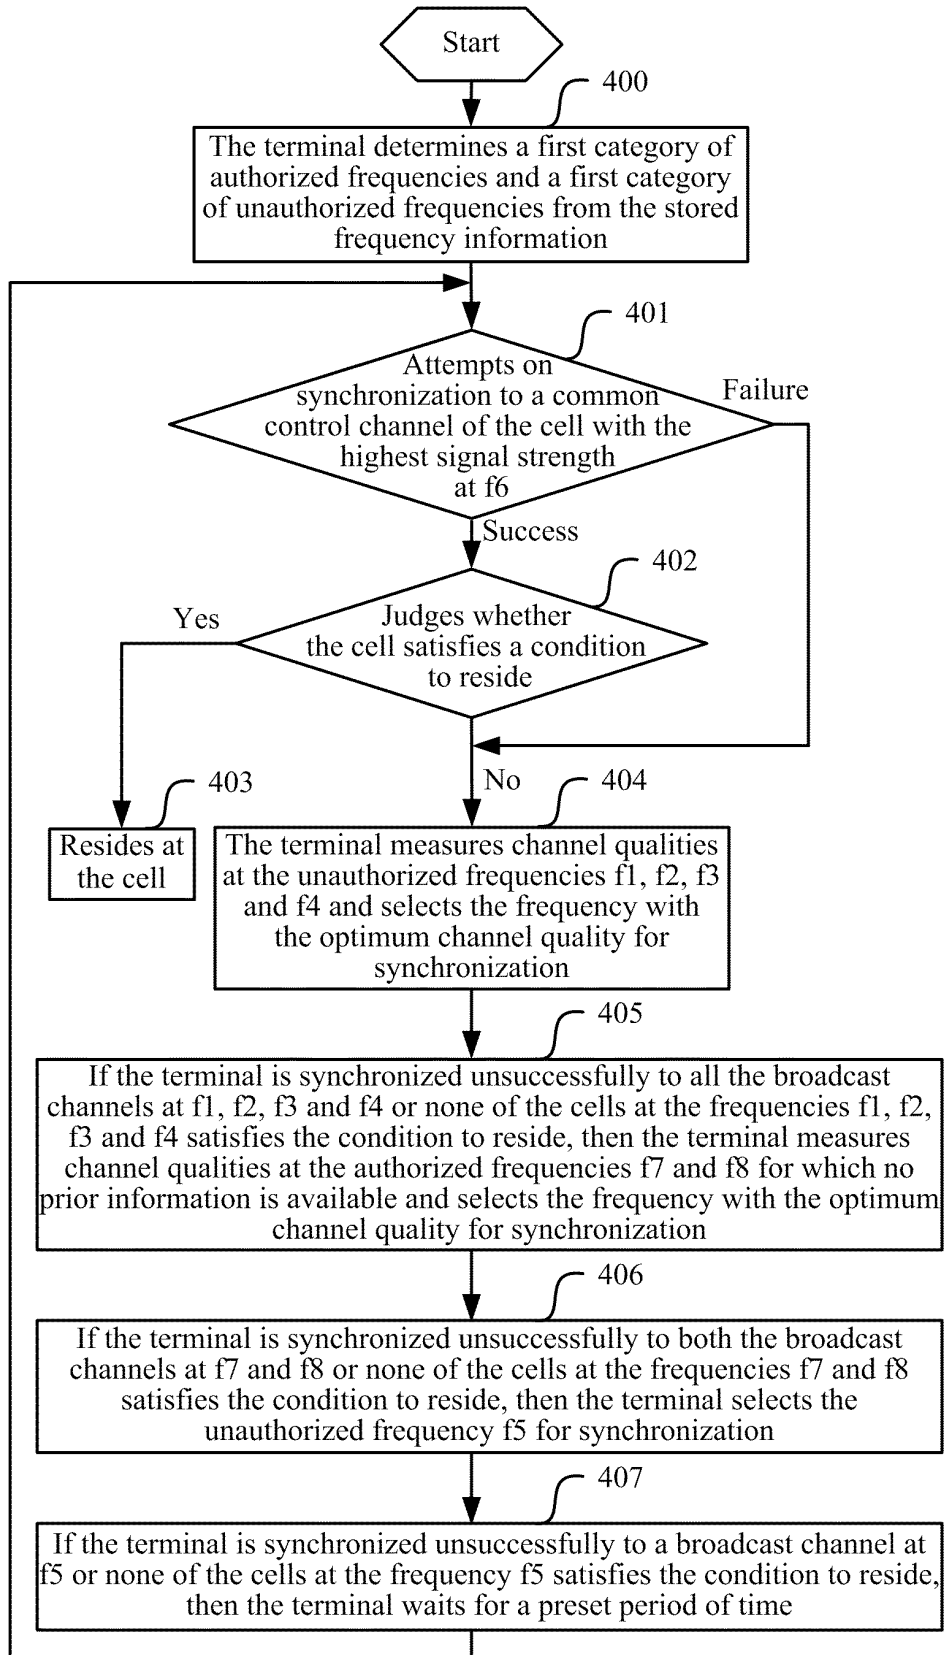 Start
400
The terminal determines a first category of
authorized frequencies and a first category
of unauthorized frequencies from the stored
frequency information
401
Attempts on
synchronization to a common
control channel of the cell with the
highest signal strength
at f6
Failure
Success
402
Judges whether
the cell satisfies a condition
to reside
Yes
No
403
Resides at
the cell
404
The terminal measures channel qualities
at the unauthorized frequencies f1, f2, f3
and f4 and selects the frequency with
the optimum channel quality for
synchronization
405
If the terminal is synchronized unsuccessfully to all the broadcast
channels at f1, f2, f3 and f4 or none of the cells at the frequencies f1, f2,
f3 and f4 satisfies the condition to reside, then the terminal measures
channel qualities at the authorized frequencies f7 and f8 for which no
prior information is available and selects the frequency with the optimum
channel quality for synchronization
406
If the terminal is synchronized unsuccessfully to both the broadcast
channels at f7 and f8 or none of the cells at the frequencies f7 and f8
satisfies the condition to reside, then the terminal selects the
unauthorized frequency f5 for synchronization
407
If the terminal is synchronized unsuccessfully to a broadcast channel at
f5 or none of the cells at the frequency f5 satisfies the condition to reside,
then the terminal waits for a preset period of time